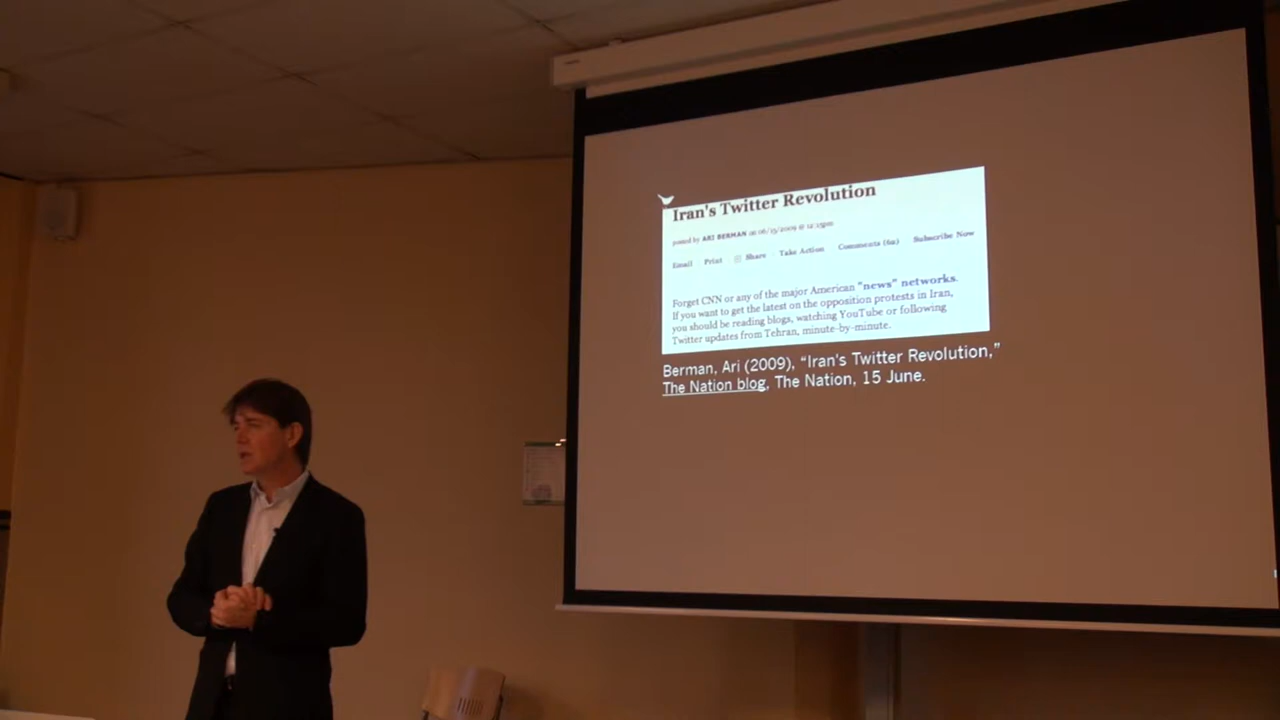 Iran's Twitter Revolution
posted by ARI BERMAN on 06/15/2009 @ 12:15pm
Email Print Share Take Action Comments (62) Subscribe Now
Forget CNN or any of the major American "news" networks.
If you want to get the latest on the opposition protests in Iran,
you should be reading blogs, watching YouTube or following
Twitter updates from Tehran, minute-by-minute.
Berman, Ari (2009), “Iran's Twitter Revolution,”
The Nation blog, The Nation, 15 June.